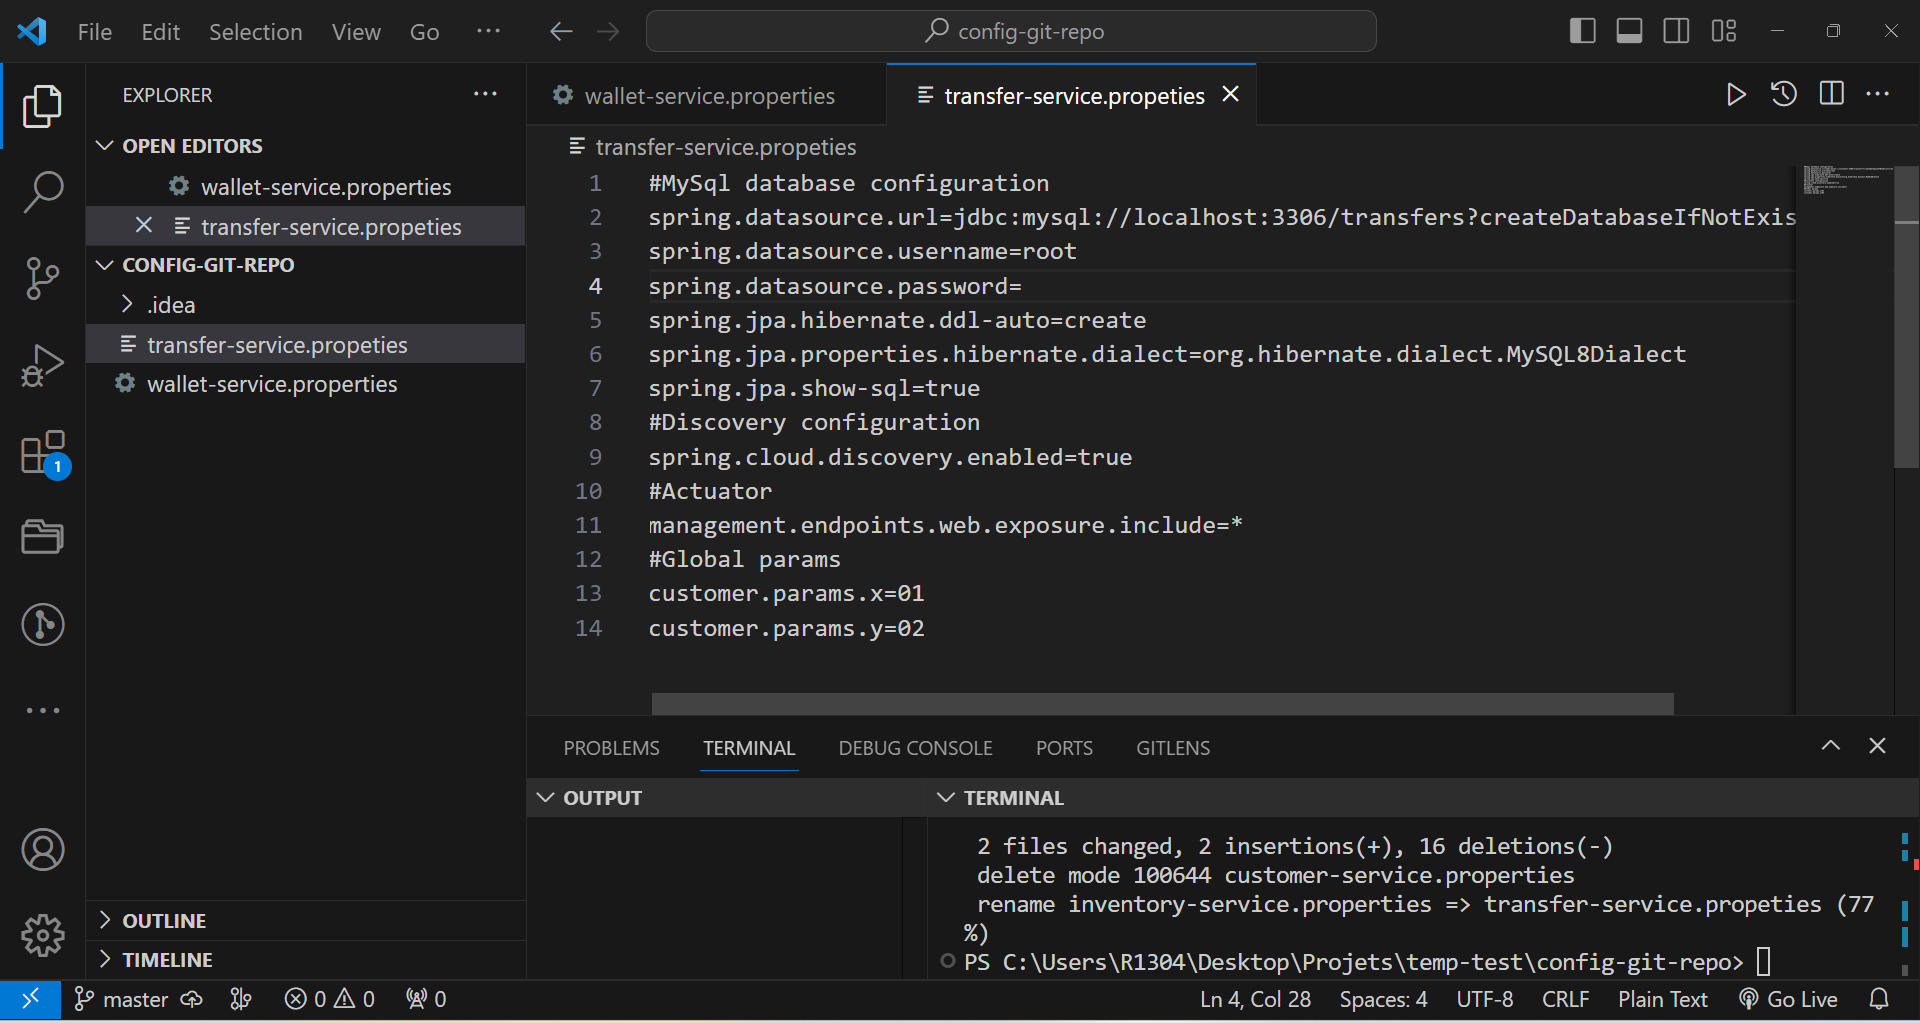 File Edit Selection View Go ··· config-git-repo
EXPLORER ···
OPEN EDITORS
wallet-service.properties
transfer-service.propeties
CONFIG-GIT-REPO
.idea
transfer-service.propeties
wallet-service.properties
1
OUTLINE
TIMELINE
wallet-service.properties transfer-service.propeties
transfer-service.propeties
1 #MySql database configuration
2 spring.datasource.url=jdbc:mysql://localhost:3306/transfers?createDatabaseIfNotExis
3 spring.datasource.username=root
4 spring.datasource.password=
5 spring.jpa.hibernate.ddl-auto=create
6 spring.jpa.properties.hibernate.dialect=org.hibernate.dialect.MySQL8Dialect
7 spring.jpa.show-sql=true
8 #Discovery configuration
9 spring.cloud.discovery.enabled=true
10 #Actuator
11 management.endpoints.web.exposure.include=*
12 #Global params
13 customer.params.x=01
14 customer.params.y=02
PROBLEMS TERMINAL DEBUG CONSOLE PORTS GITLENS
OUTPUT
TERMINAL
2 files changed, 2 insertions(+), 16 deletions(-)
delete mode 100644 customer-service.properties
rename inventory-service.properties => transfer-service.propeties (77
%)
PS C:\Users\R1304\Desktop\Projets\temp-test\config-git-repo>
master 0 0 0 Ln 4, Col 28 Spaces: 4 UTF-8 CRLF Plain Text Go Live